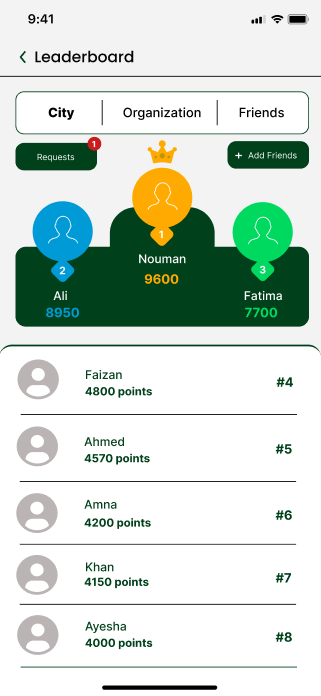 9:41
Leaderboard
City
Organization
Friends
Requests
1
+ Add Friends
1
Nouman
9600
2
Ali
8950
3
Fatima
7700
Faizan
4800 points
#4
Ahmed
4570 points
#5
Amna
4200 points
#6
Khan
4150 points
#7
Ayesha
4000 points
#8